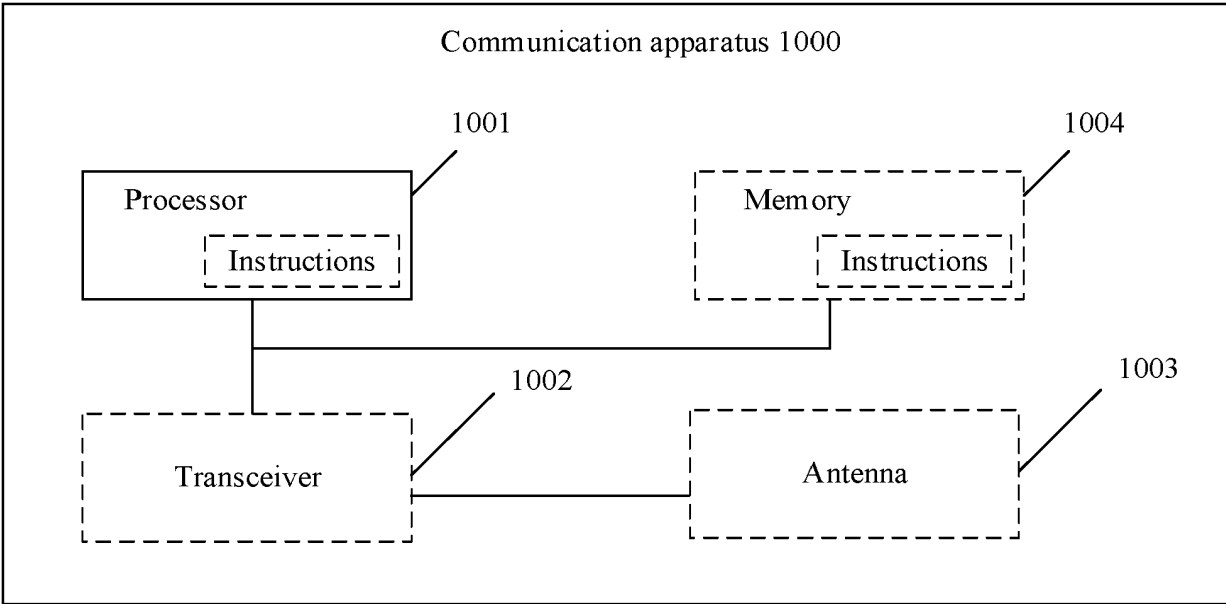 Communication apparatus 1000
1001
1004
Processor
Memory
Instructions
Instructions
1002
1003
Transceiver
Antenna